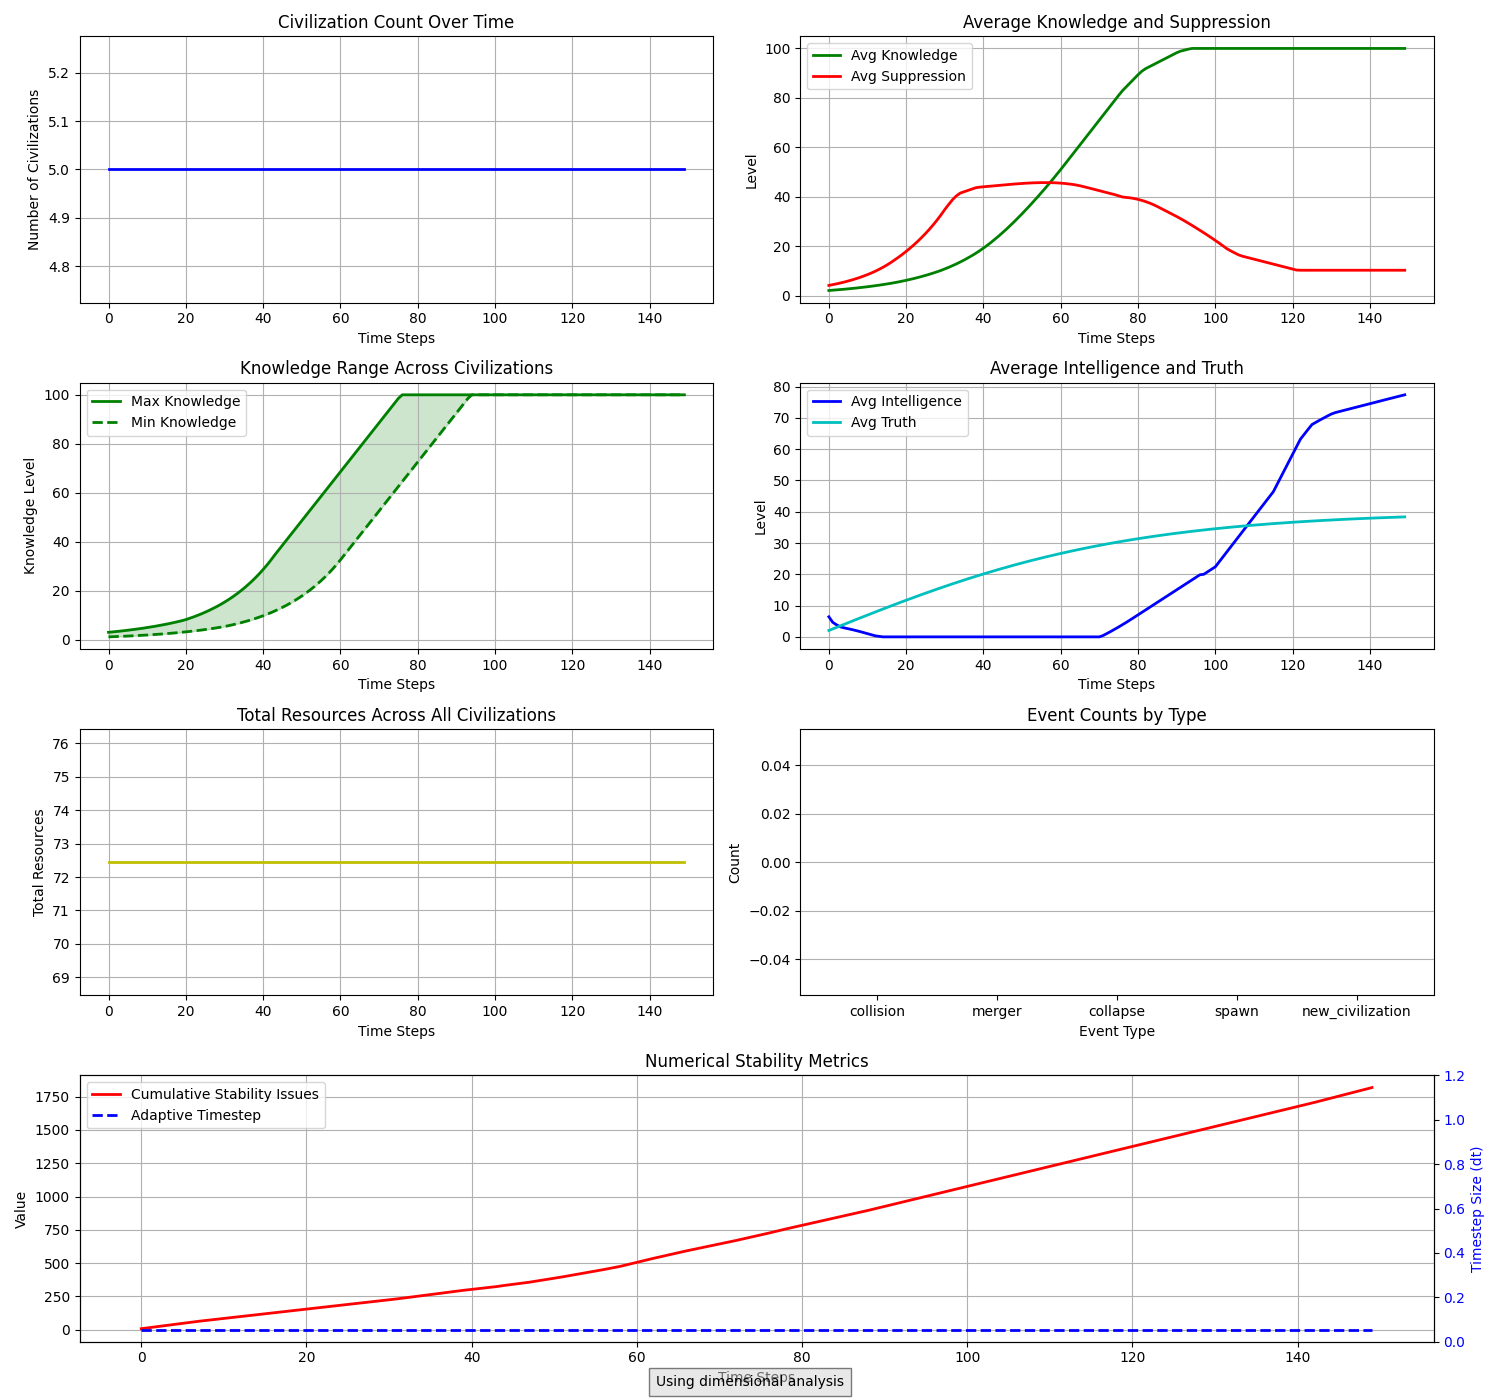 Civilization Count Over Time
Number of Civilizations
5.2
5.1
5.0
4.9
4.8
0 20 40 60 80 100 120 140
Time Steps
Average Knowledge and Suppression
Level
100
80
60
40
20
0
Avg Knowledge
Avg Suppression
0 20 40 60 80 100 120 140
Time Steps
Knowledge Range Across Civilizations
Knowledge Level
100
80
60
40
20
0
Max Knowledge
Min Knowledge
0 20 40 60 80 100 120 140
Time Steps
Average Intelligence and Truth
Level
80
70
60
50
40
30
20
10
0
Avg Intelligence
Avg Truth
0 20 40 60 80 100 120 140
Time Steps
Total Resources Across All Civilizations
Total Resources
76
75
74
73
72
71
70
69
0 20 40 60 80 100 120 140
Time Steps
Event Counts by Type
Count
0.04
0.02
0.00
−0.02
−0.04
collision merger collapse spawn new_civilization
Event Type
Numerical Stability Metrics
Value
1750
1500
1250
1000
750
500
250
0
Cumulative Stability Issues
Adaptive Timestep
1.2
1.0
0.8
0.6
0.4
0.2
0.0
Timestep Size (dt)
0 20 40 60 80 100 120 140
Time Steps
Using dimensional analysis